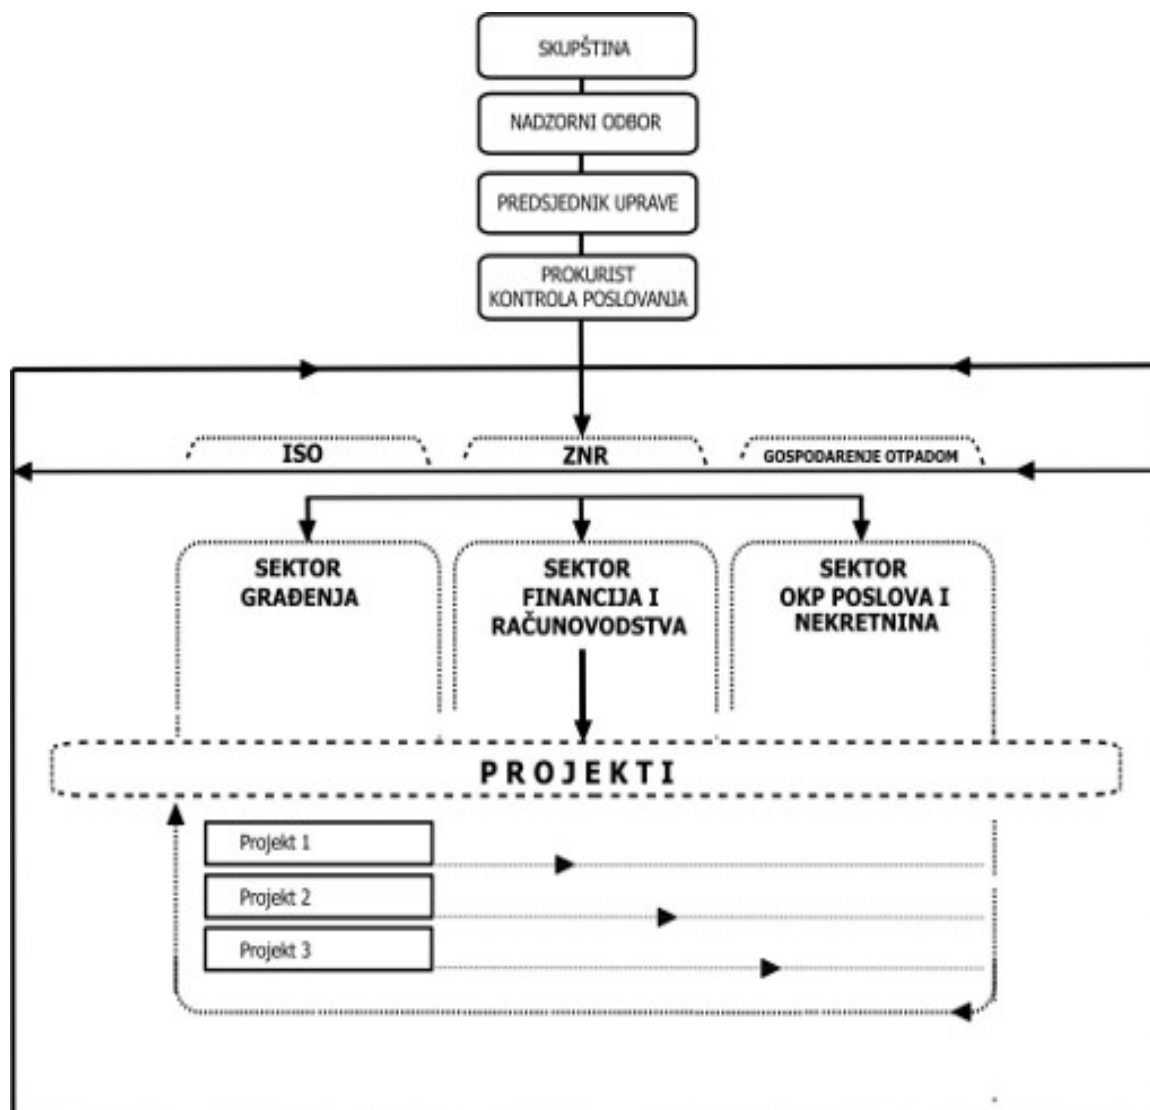 SKUPŠTINA
NADZORNI ODBOR
PREDSJEDNIK UPRAVE
PROKURIST
KONTROLA POSLOVANJA
ISO
ZNR
GOSPODARENJE OTPADOM
SEKTOR
GRAĐENJA
SEKTOR
FINANCIJA I
RAČUNOVODSTVA
SEKTOR
OKP POSLOVA I
NEKRETNINA
PROJEKTI
Projekt 1
Projekt 2
Projekt 3